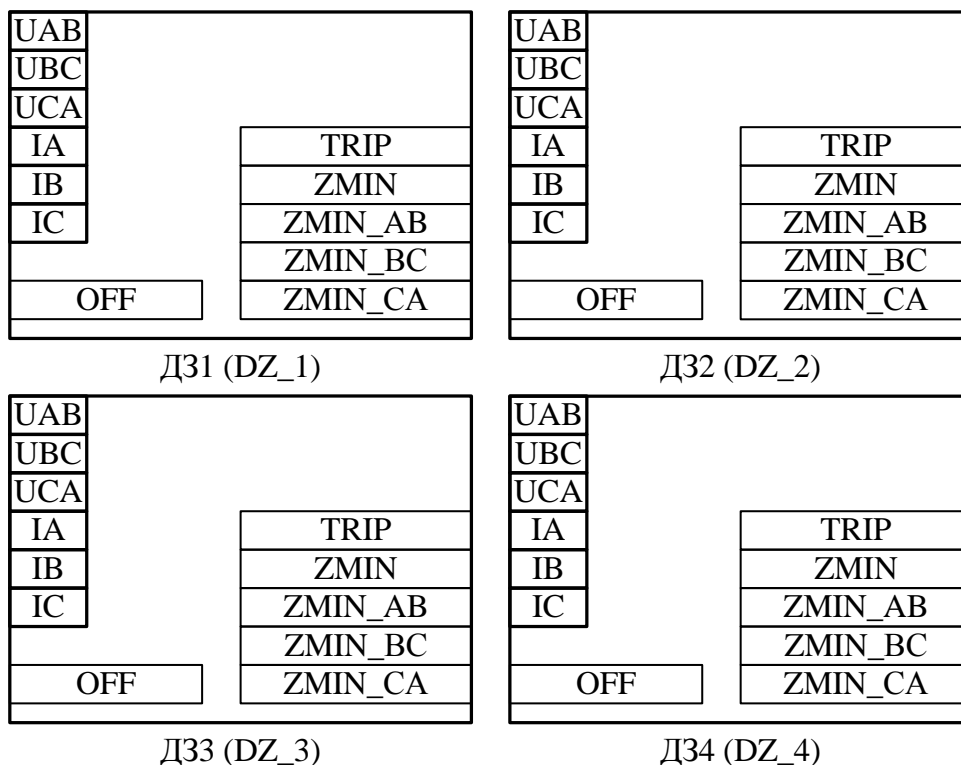 UAB
UBC
UCA
IA
IB
IC
OFF
TRIP
ZMIN
ZMIN_AB
ZMIN_BC
ZMIN_CA
ДЗ1 (DZ_1)
UAB
UBC
UCA
IA
IB
IC
OFF
TRIP
ZMIN
ZMIN_AB
ZMIN_BC
ZMIN_CA
ДЗ2 (DZ_2)
UAB
UBC
UCA
IA
IB
IC
OFF
TRIP
ZMIN
ZMIN_AB
ZMIN_BC
ZMIN_CA
ДЗ3 (DZ_3)
UAB
UBC
UCA
IA
IB
IC
OFF
TRIP
ZMIN
ZMIN_AB
ZMIN_BC
ZMIN_CA
ДЗ4 (DZ_4)